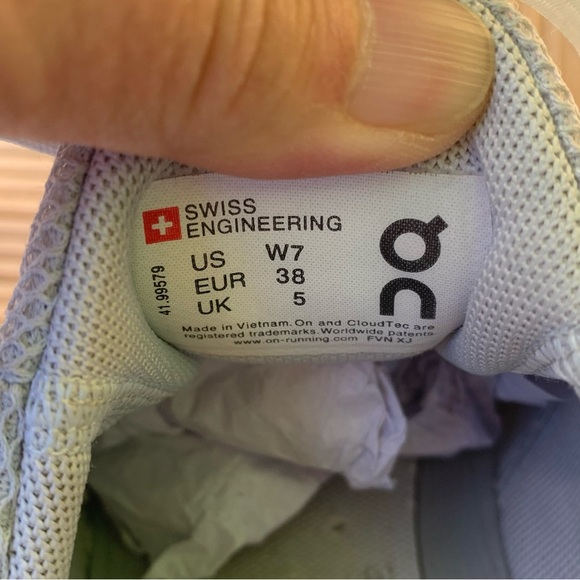 SWISS
ENGINEERING
US W7
EUR 38
UK 5
41.99579
Made in Vietnam. On and CloudTec are
registered trademarks. Worldwide patents
www.on-running.com FVN XJ